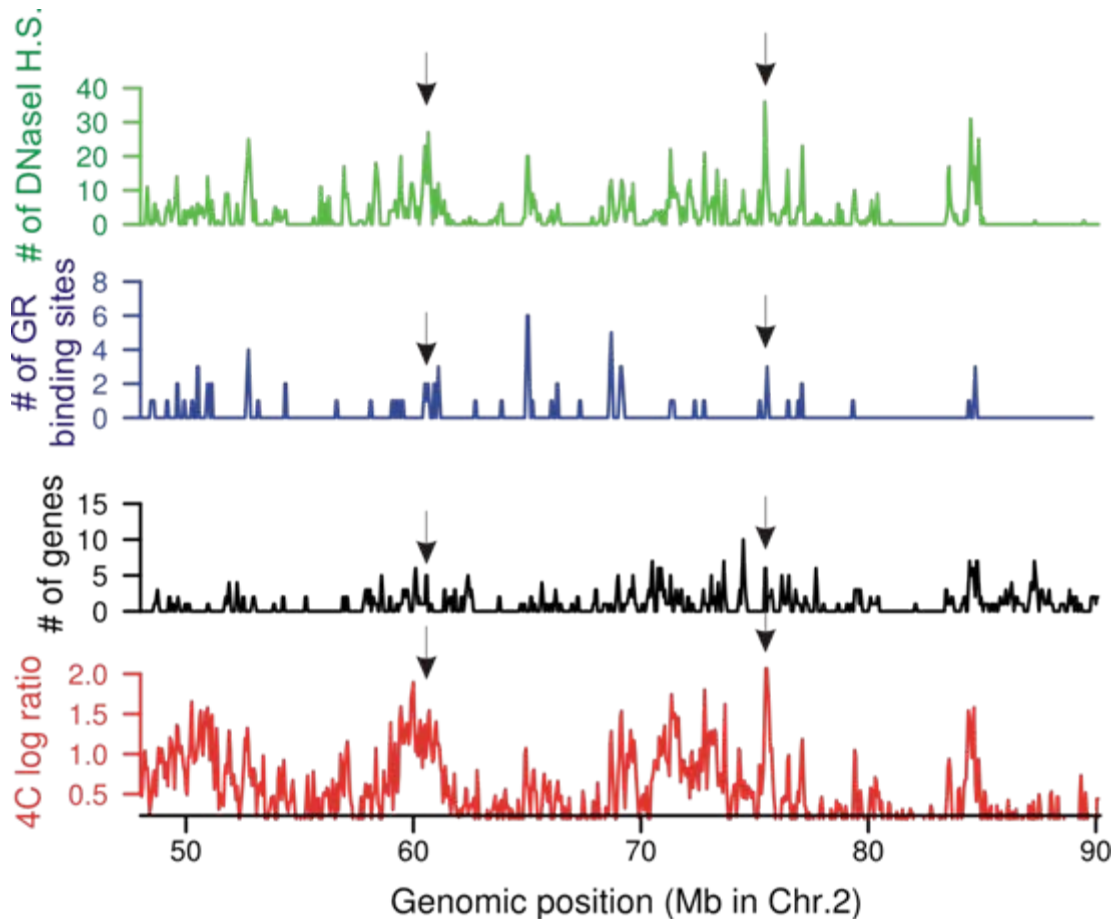 # of DNaseI H.S.
40
30
20
10
0
# of GR
binding sites
8
6
4
2
0
# of genes
15
10
5
0
4C log ratio
2.0
1.5
1.0
0.5
50 60 70 80 90
Genomic position (Mb in Chr.2)